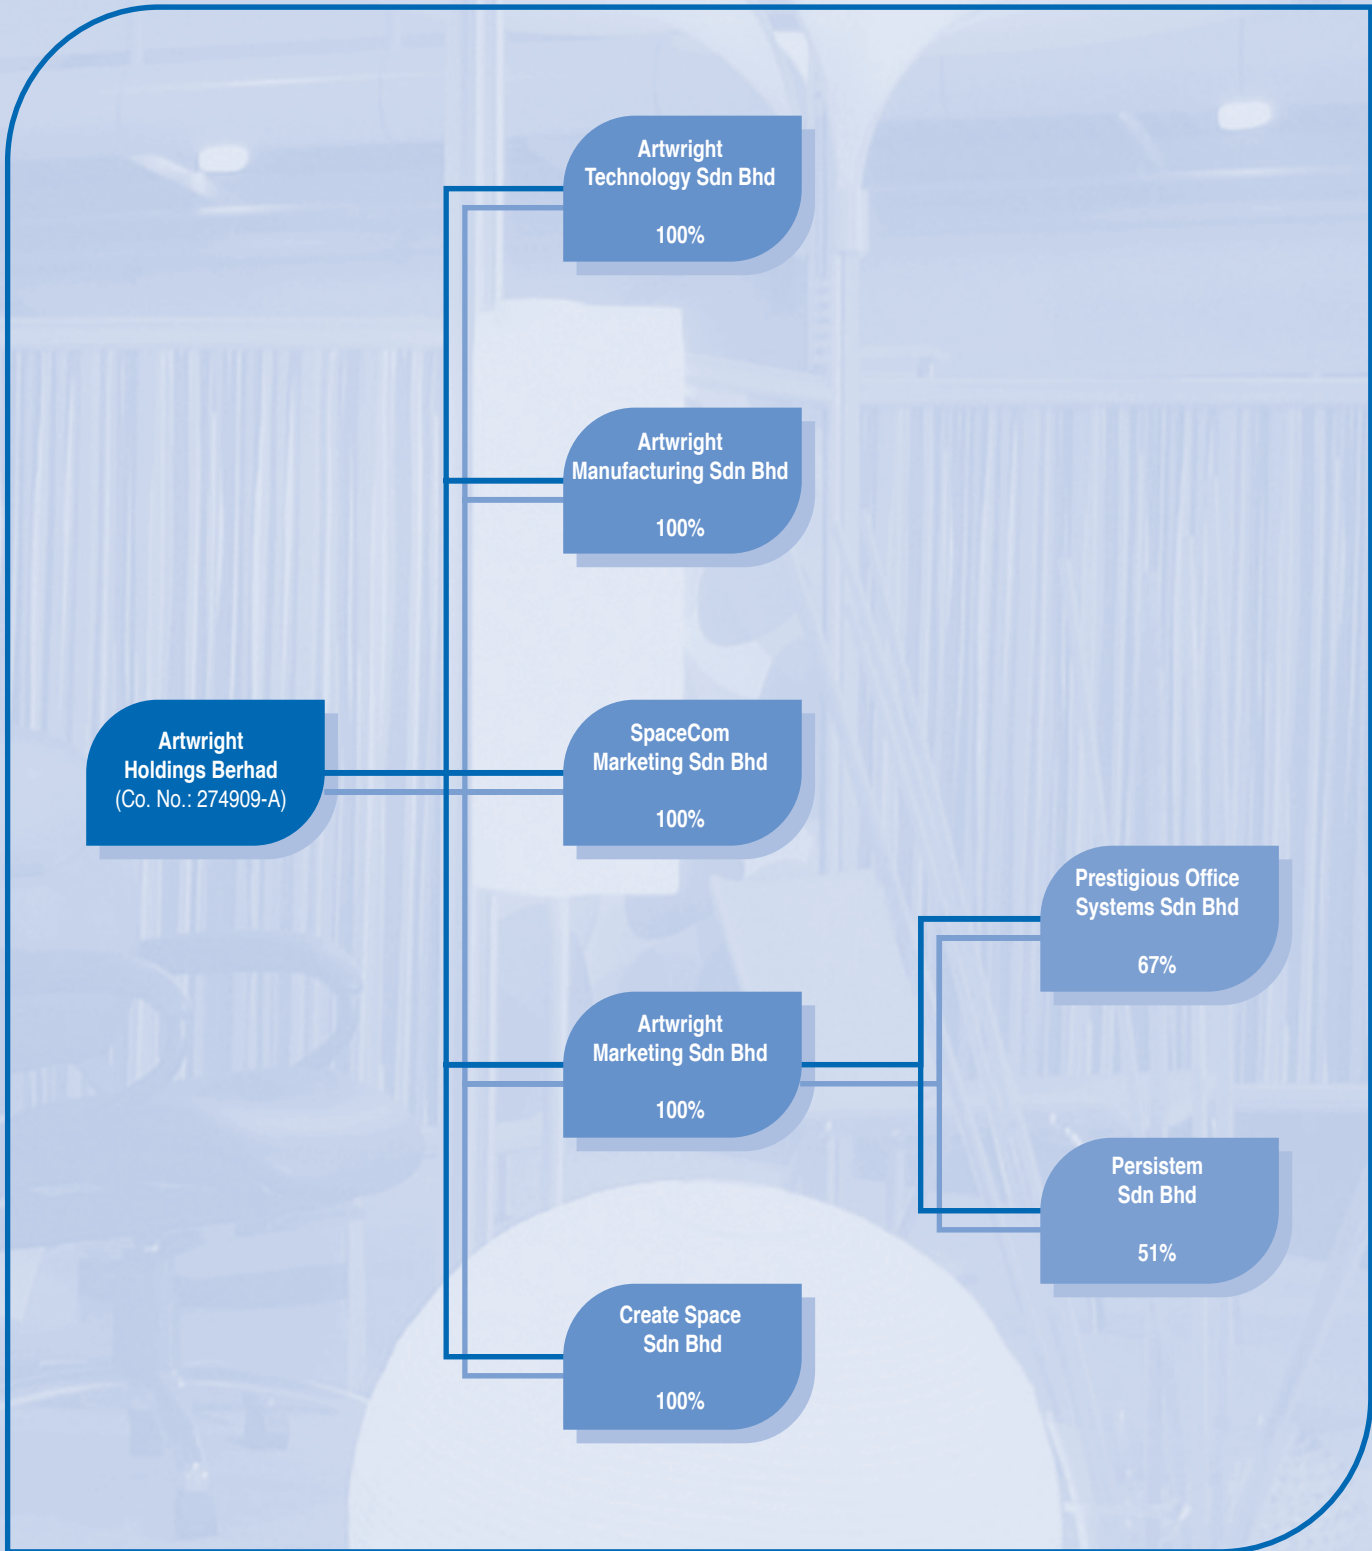 Artwright
Technology Sdn Bhd
100%
Artwright
Manufacturing Sdn Bhd
100%
Artwright
Holdings Berhad
(Co. No.: 274909-A)
SpaceCom
Marketing Sdn Bhd
100%
Prestigious Office
Systems Sdn Bhd
67%
Artwright
Marketing Sdn Bhd
100%
Persistem
Sdn Bhd
51%
Create Space
Sdn Bhd
100%